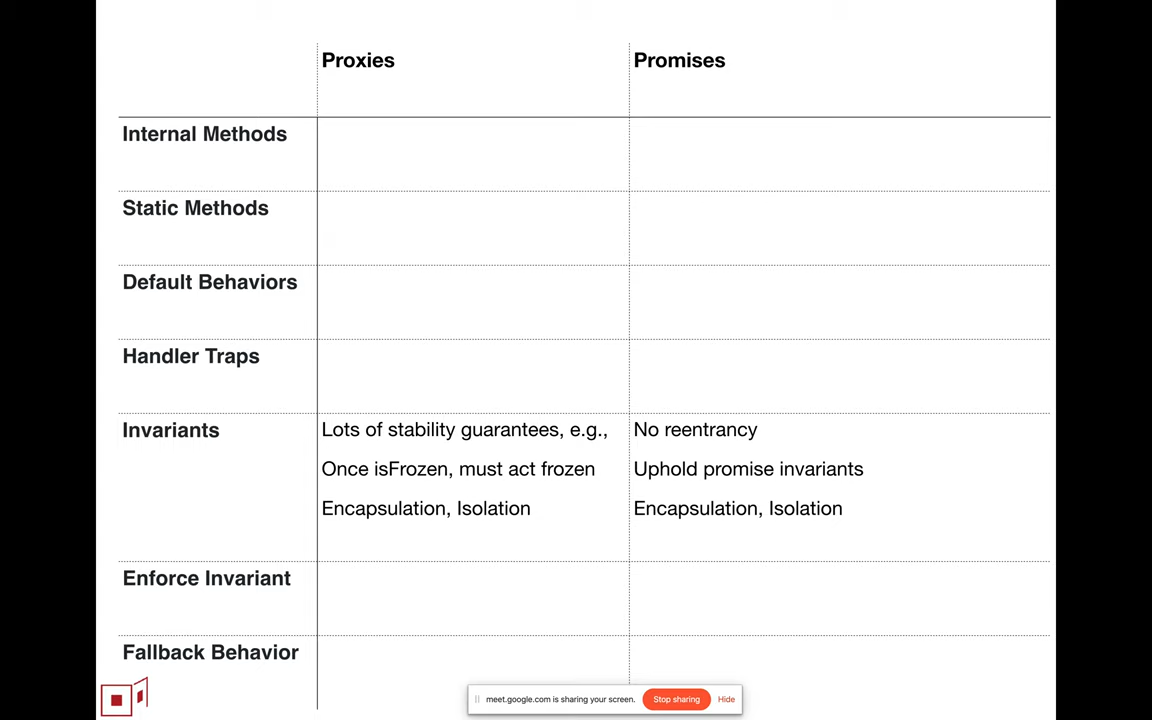 Proxies
Promises
Internal Methods
Static Methods
Default Behaviors
Handler Traps
Invariants
Lots of stability guarantees, e.g.,
Once isFrozen, must act frozen
Encapsulation, Isolation
No reentrancy
Uphold promise invariants
Encapsulation, Isolation
Enforce Invariant
Fallback Behavior
meet.google.com is sharing your screen.
Stop sharing
Hide